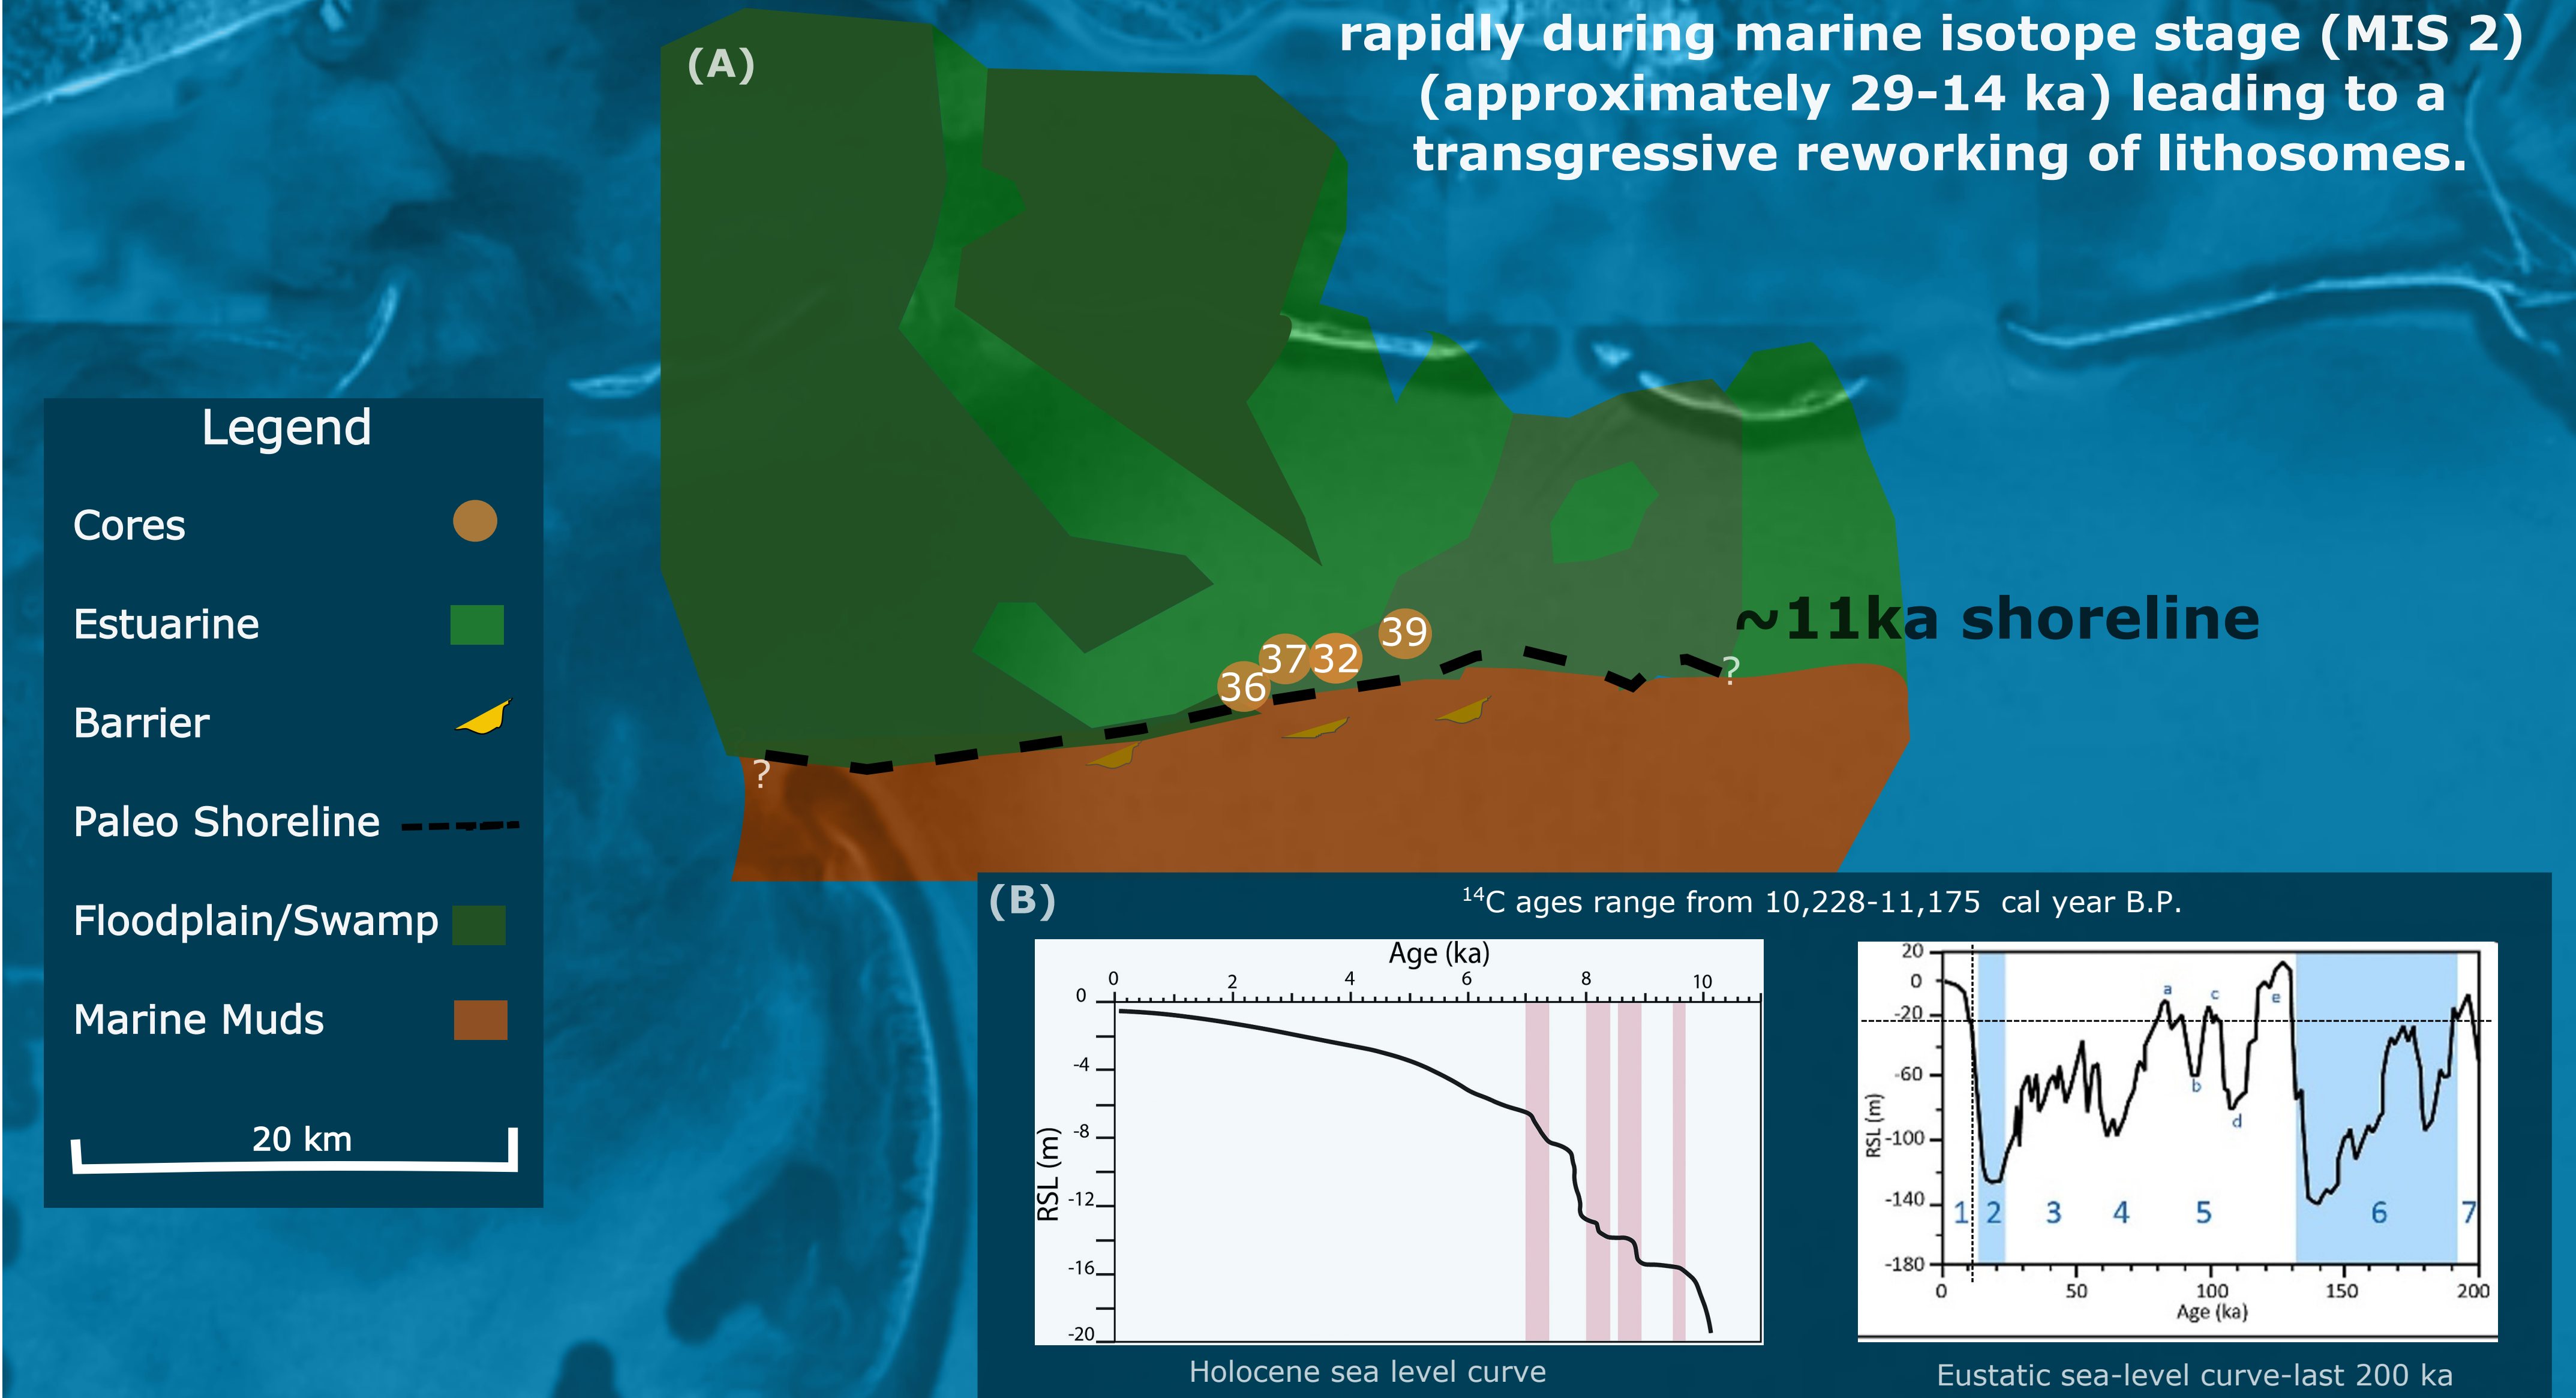 rapidly during marine isotope stage (MIS 2)
(approximately 29-14 ka) leading to a
transgressive reworking of lithosomes.
(A)
Legend
Cores
Estuarine
Barrier
Paleo Shoreline
Floodplain/Swamp
Marine Muds
20 km
36
37
32
39
~11ka shoreline
?
?
(B)
14C ages range from 10,228-11,175 cal year B.P.
Age (ka)
0 2 4 6 8 10
0
-4
-8
-12
-16
-20
RSL (m)
Holocene sea level curve
20
0
-20
-60
-100
-140
-180
RSL (m)
a
b
c
d
e
1 2 3 4 5 6 7
0 50 100 150 200
Age (ka)
Eustatic sea-level curve-last 200 ka